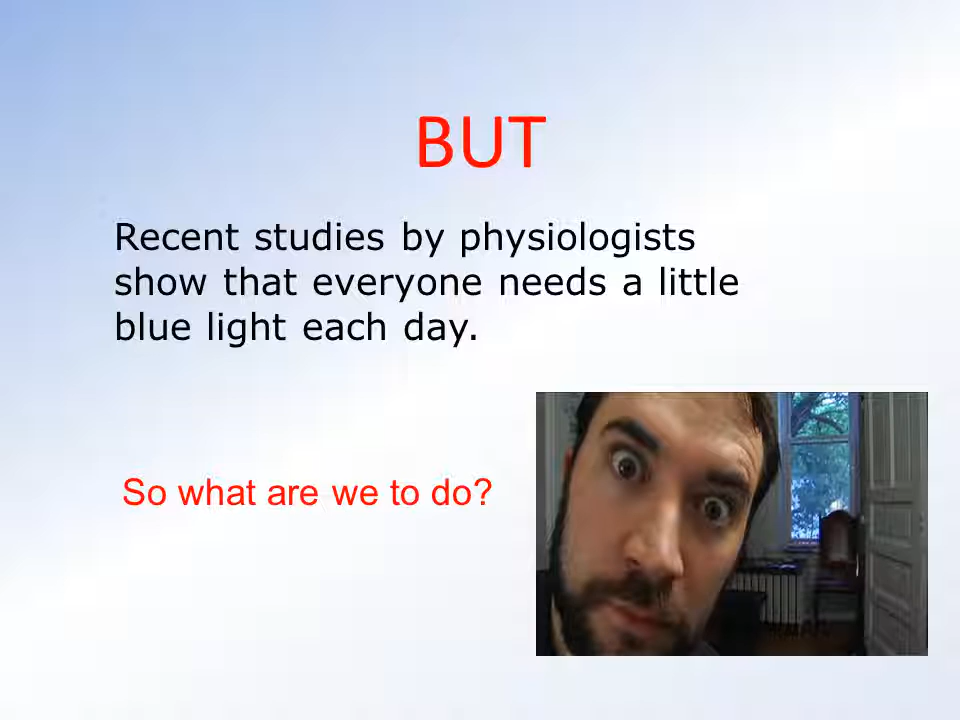 BUT
Recent studies by physiologists
show that everyone needs a little
blue light each day.
So what are we to do?